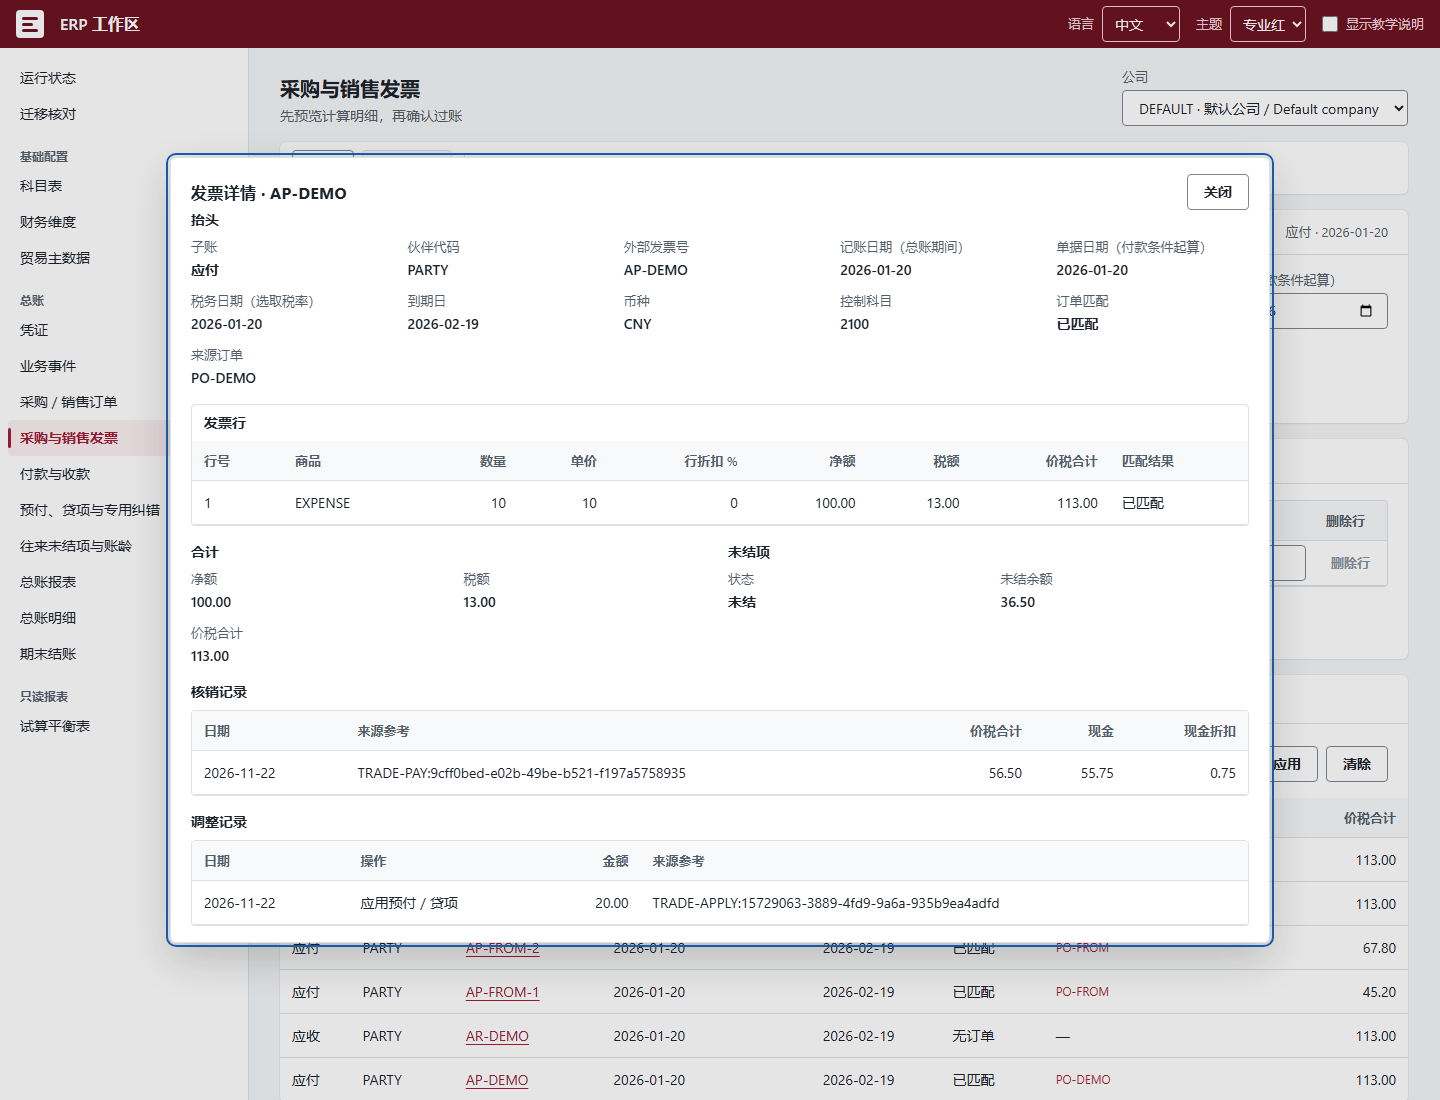 ERP 工作区
语言
中文
主题
专业红
显示教学说明
运行状态
迁移核对
基础配置
科目表
财务维度
贸易主数据
总账
凭证
业务事件
采购 / 销售订单
采购与销售发票
付款与收款
预付、贷项与专用纠错
往来未结项与账龄
总账报表
总账明细
期末结账
只读报表
试算平衡表
采购与销售发票
先预览计算明细，再确认过账
公司
DEFAULT · 默认公司 / Default company
应付 · 2026-01-20
款条件起算）
删除行
删除行
应用
清除
价税合计
113.00
113.00
发票详情 · AP-DEMO
关闭
抬头
子账 伙伴代码 外部发票号 记账日期（总账期间） 单据日期（付款条件起算）
应付 PARTY AP-DEMO 2026-01-20 2026-01-20
税务日期（选取税率） 到期日 币种 控制科目 订单匹配
2026-01-20 2026-02-19 CNY 2100 已匹配
来源订单
PO-DEMO
发票行
行号 商品 数量 单价 行折扣 % 净额 税额 价税合计 匹配结果
1 EXPENSE 10 10 0 100.00 13.00 113.00 已匹配
合计 未结项
净额 税额 状态 未结余额
100.00 13.00 未结 36.50
价税合计
113.00
核销记录
日期 来源参考 价税合计 现金 现金折扣
2026-11-22 TRADE-PAY:9cff0bed-e02b-49be-b521-f197a5758935 56.50 55.75 0.75
调整记录
日期 操作 金额 来源参考
2026-11-22 应用预付 / 贷项 20.00 TRADE-APPLY:15729063-3889-4fd9-9a6a-935b9ea4adfd
应付 PARTY AP-FROM-2 2026-01-20 2026-02-19 已匹配 PO-FROM 67.80
应付 PARTY AP-FROM-1 2026-01-20 2026-02-19 已匹配 PO-FROM 45.20
应收 PARTY AR-DEMO 2026-01-20 2026-02-19 无订单 — 113.00
应付 PARTY AP-DEMO 2026-01-20 2026-02-19 已匹配 PO-DEMO 113.00